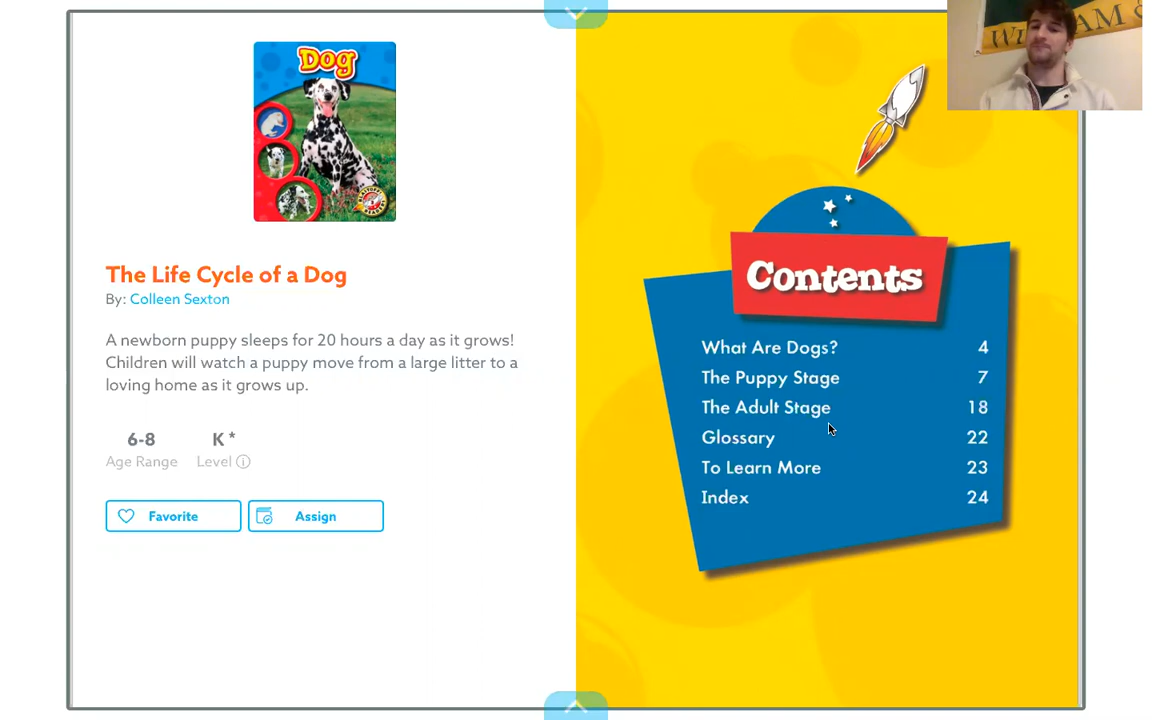 Dog
The Life Cycle of a Dog
By: Colleen Sexton
A newborn puppy sleeps for 20 hours a day as it grows!
Children will watch a puppy move from a large litter to a
loving home as it grows up.
6-8
K *
Age Range
Level
Favorite
Assign
Contents
What Are Dogs? 4
The Puppy Stage 7
The Adult Stage 18
Glossary 22
To Learn More 23
Index 24